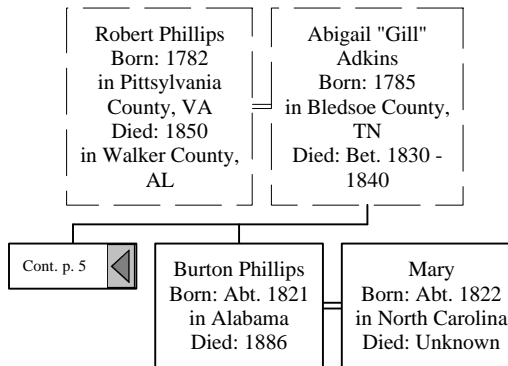 Robert Phillips
Born: 1782
in Pittsylvania
County, VA
Died: 1850
in Walker County,
AL
Abigail "Gill"
Adkins
Born: 1785
in Bledsoe County,
TN
Died: Bet. 1830 -
1840
Cont. p. 5
Burton Phillips
Born: Abt. 1821
in Alabama
Died: 1886
Mary
Born: Abt. 1822
in North Carolina
Died: Unknown